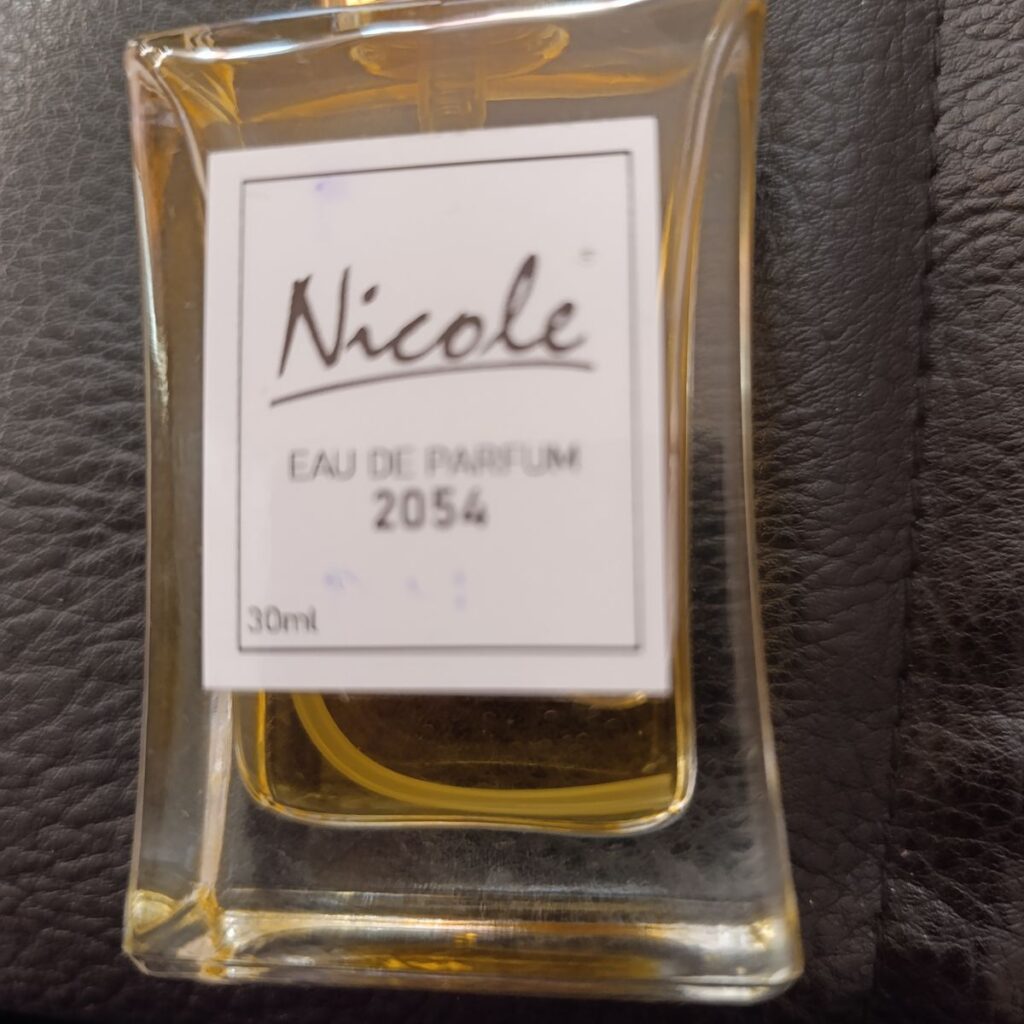 Nicole
EAU DE PARFUM
2054
30ml